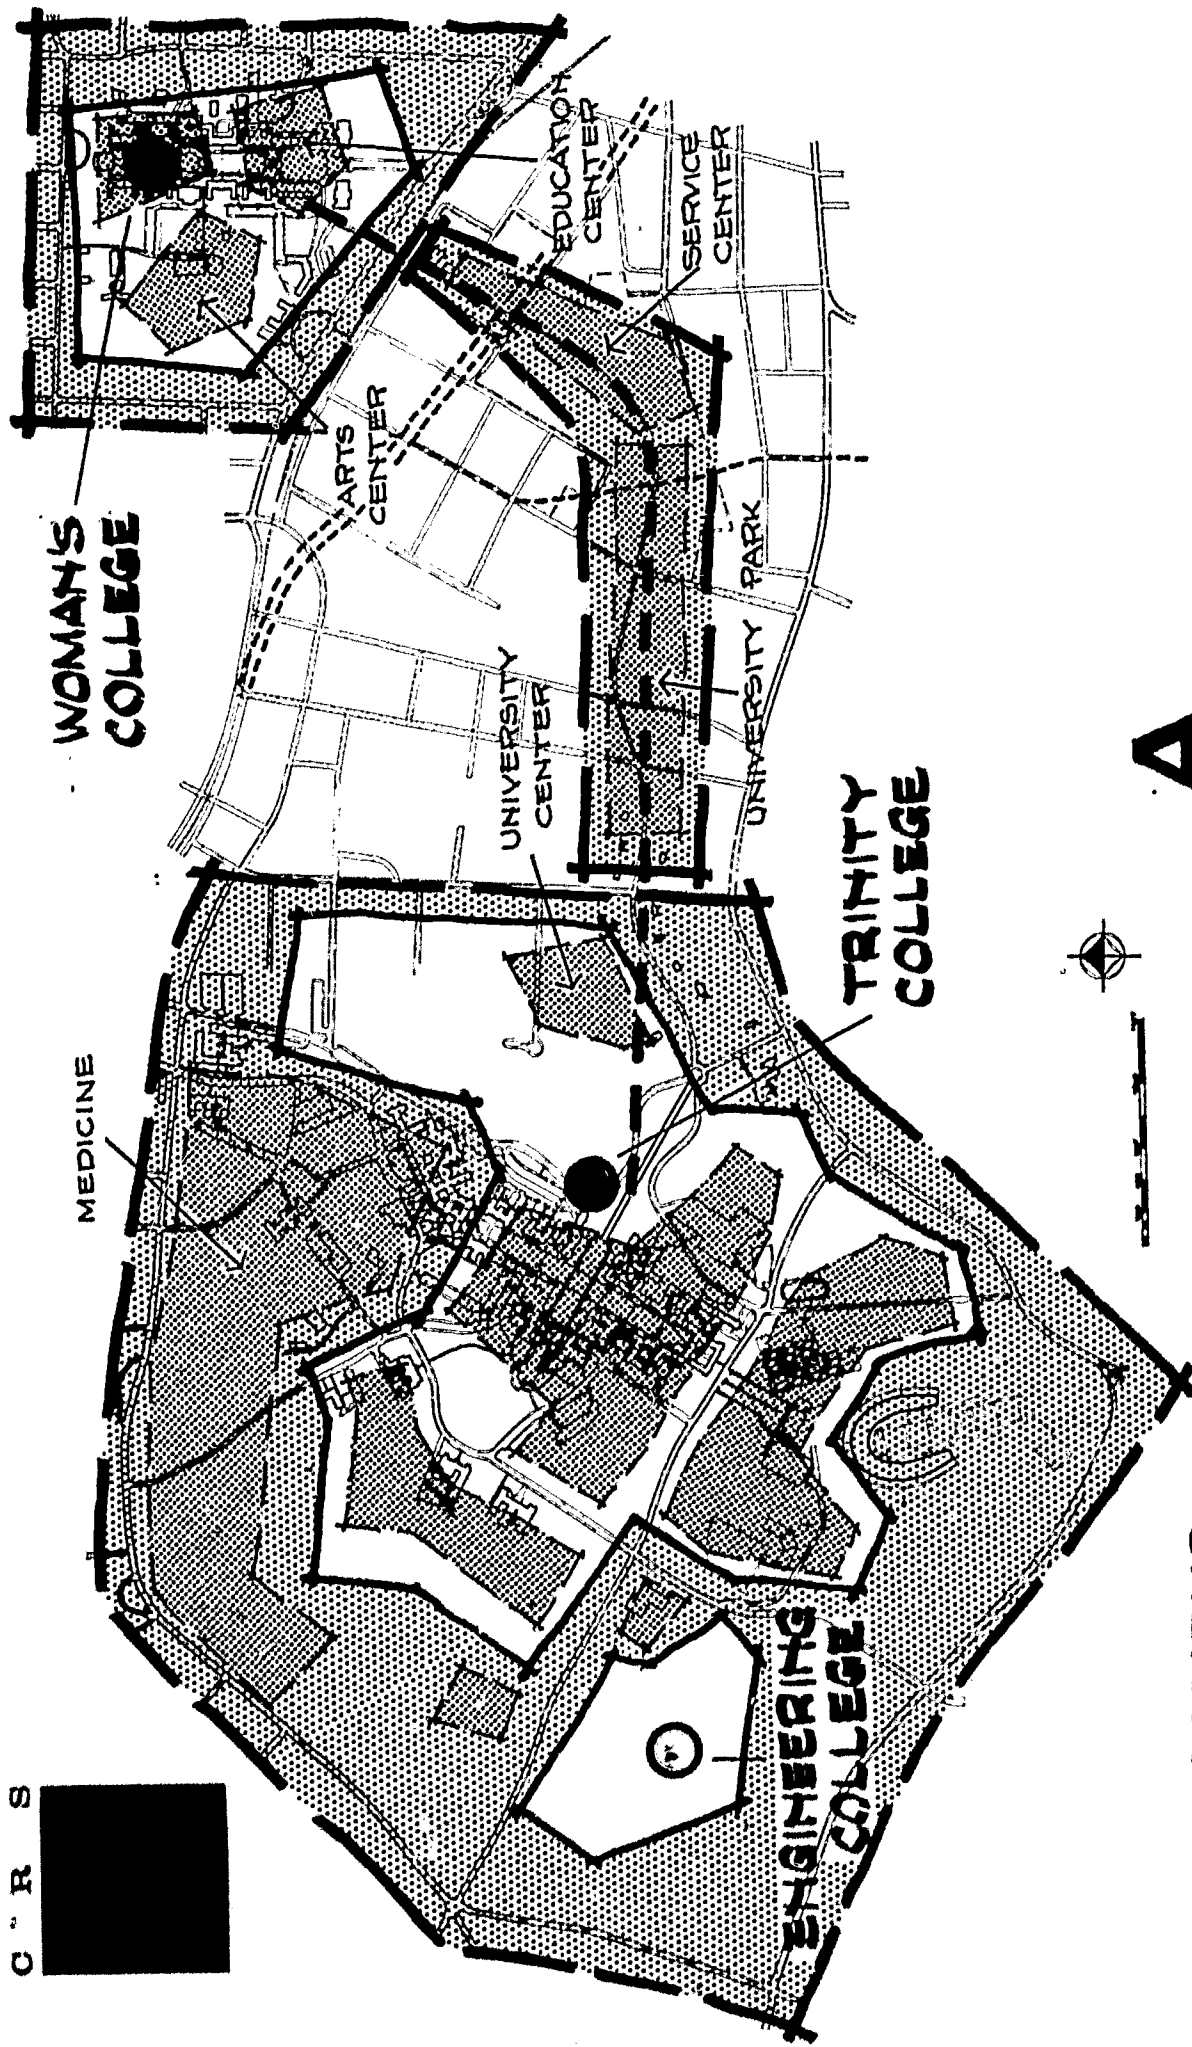 C R S
MEDICINE
WOMAN'S
COLLEGE
ARTS
CENTER
EDUCATION
CENTER
SERVICE
CENTER
UNIVERSITY
CENTER
UNIVERSITY PARK
TRINITY
COLLEGE
ENGINEERING
COLLEGE
A